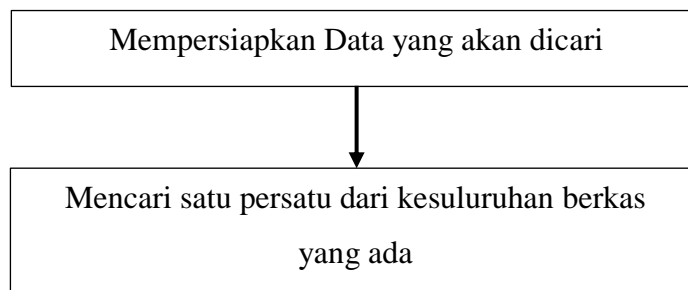 Mempersiapkan Data yang akan dicari
Mencari satu persatu dari kesuluruhan berkas
yang ada